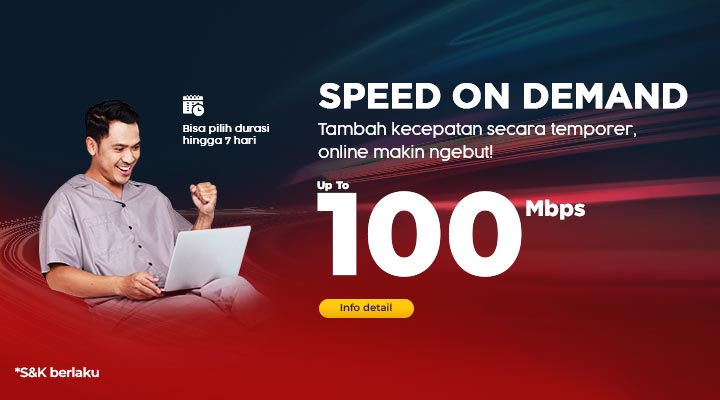 Bisa pilih durasi
hingga 7 hari
SPEED ON DEMAND
Tambah kecepatan secara temporer,
online makin ngebut!
Up To
100 Mbps
Info detail
*S&K berlaku